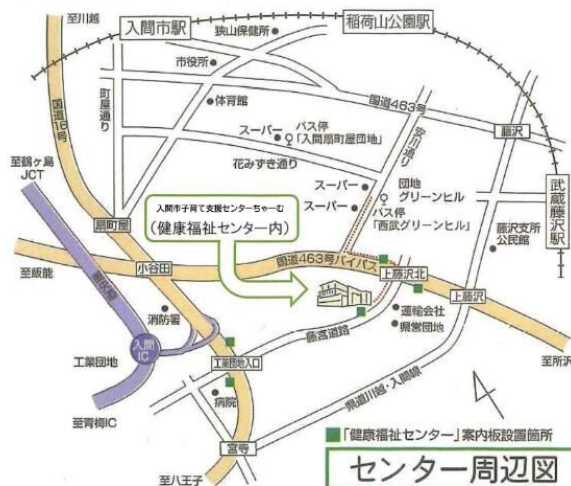 至川越
入間市駅
狭山保健所
稲荷山公園駅
市役所
町屋通り
国道16号
体育館
国道463号
藤沢
スーパー
バス停
「入間扇町屋団地」
花みずき通り
至鶴ヶ島
JCT
スーパー
スーパー
団地
グリーンヒル
バス停
「西武グリーンヒル」
武蔵藤沢駅
藤沢支所
公民館
扇町屋
入間市子育て支援センターちゃーむ
(健康福祉センター内)
至飯能
小谷田
国道463号バイパス
上藤沢北
上藤沢
圏央道
消防署
運輸会社
県営団地
入間
IC
工業団地
工業団地入口
至所沢
県道川越・入間線
病院
至青梅IC
宮寺
至八王子
「健康福祉センター」案内板設置箇所
センター周辺図